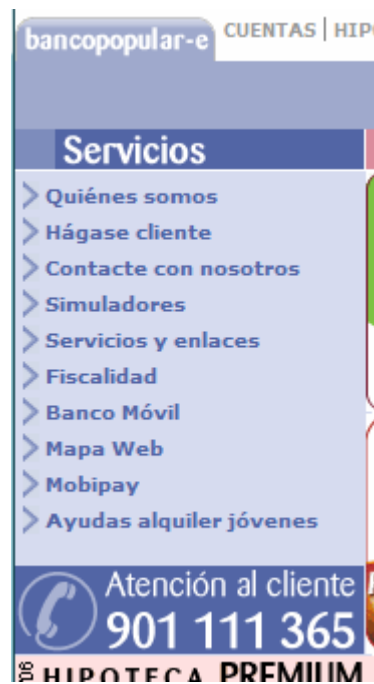 bancopopular-e CUENTAS
Servicios
Quiénes somos
Hágase cliente
Contacte con nosotros
Simuladores
Servicios y enlaces
Fiscalidad
Banco Móvil
Mapa Web
Mobipay
Ayudas alquiler jóvenes
Atención al cliente
901 111 365
HIPOTECA PREMIUM